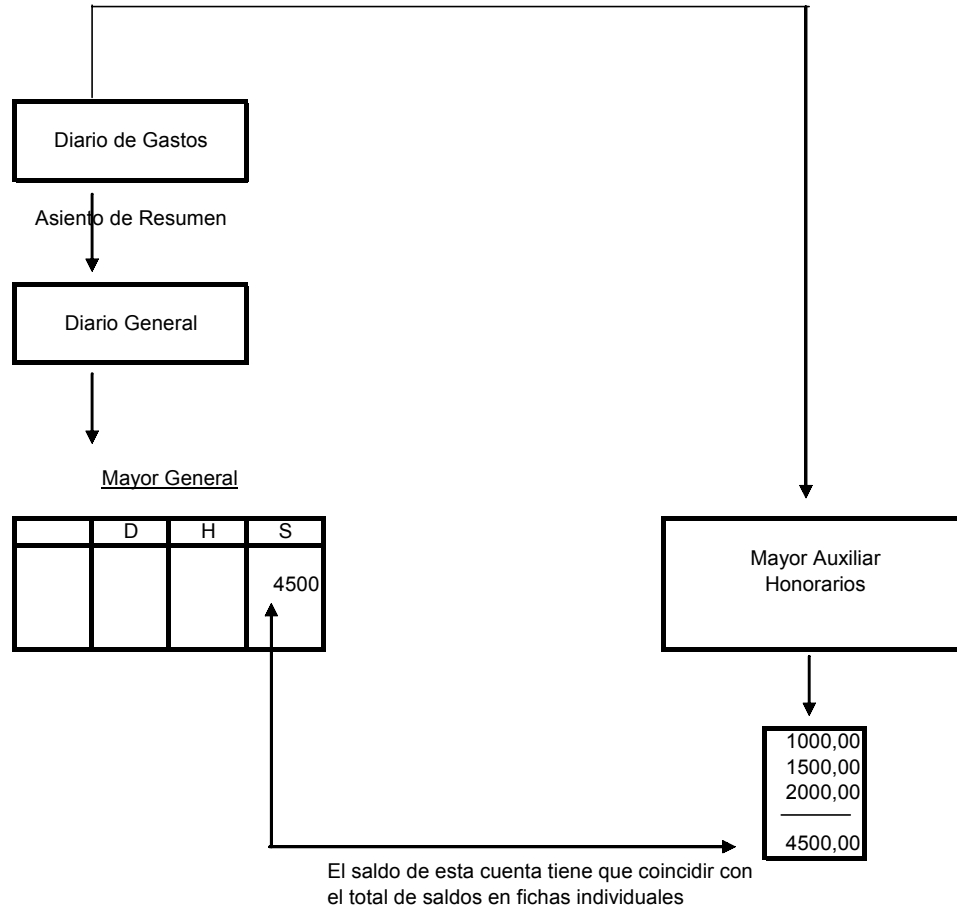 Diario de Gastos
Asiento de Resumen
Diario General
Mayor General
D H S
4500
Mayor Auxiliar
Honorarios
1000,00
1500,00
2000,00
4500,00
El saldo de esta cuenta tiene que coincidir con
el total de saldos en fichas individuales